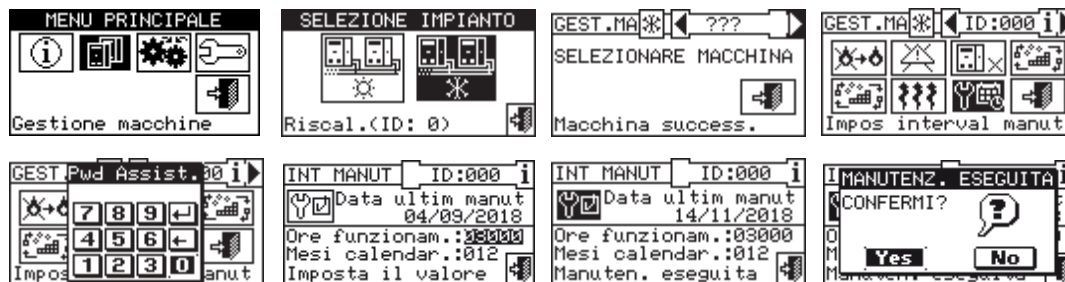 MENU PRINCIPALE
Gestione macchine
SELEZIONE IMPIANTO
Riscal.(ID: 0)
GEST.MA
???
SELEZIONARE MACCHINA
Macchina success.
GEST.MA
ID:000 i
Impos interval manut
GEST
Pwd Assist.
00 i
7 8 9
4 5 6
1 2 3 0
Impos
anut
INT MANUT ID:000 i
Data ultim manut
04/09/2018
Ore funzionam.:03000
Mesi calendar.:012
Imposta il valore
INT MANUT ID:000 i
Data ultim manut
14/11/2018
Ore funzionam.:03000
Mesi calendar.:012
Manuten. eseguita
I
MANUTENZ. ESEGUITA
i
CONFERMI?
O
M
Yes No